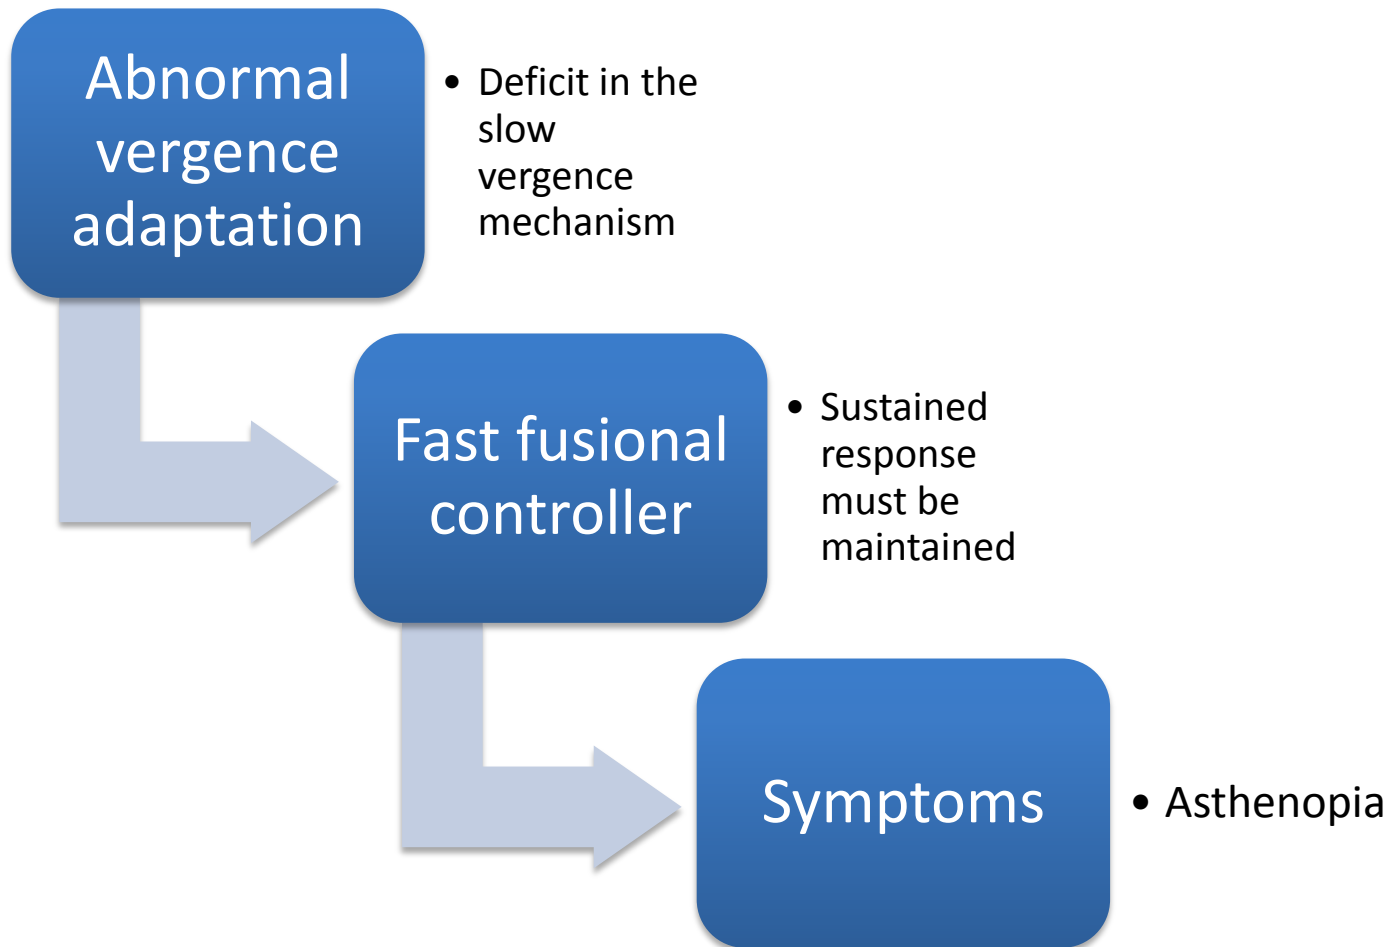 Abnormal
vergence
adaptation
• Deficit in the
slow
vergence
mechanism
Fast fusional
controller
• Sustained
response
must be
maintained
Symptoms
• Asthenopia